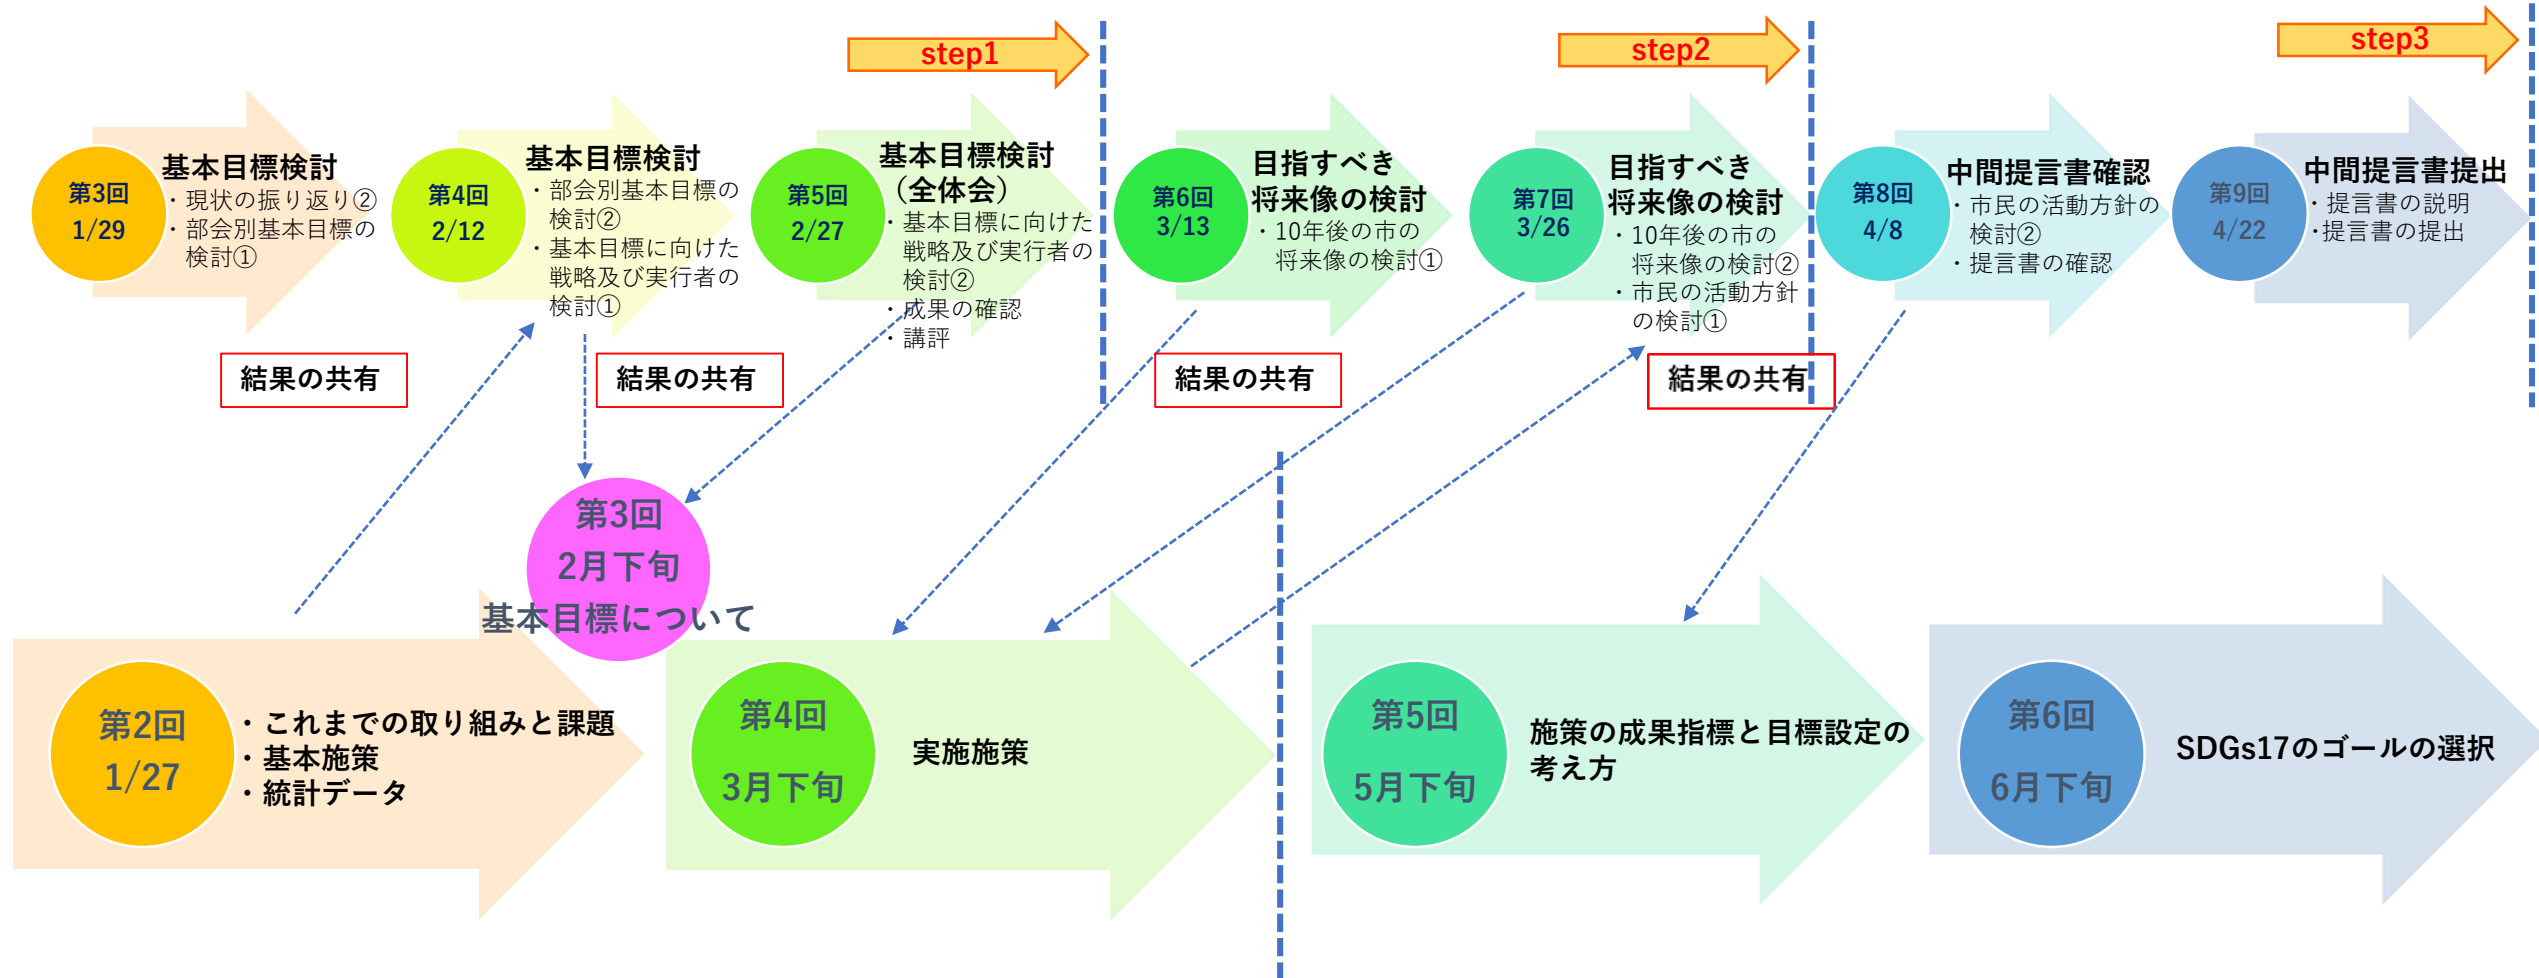 step1
step2
step3
第3回
1/29
基本目標検討
・現状の振り返り②
・部会別基本目標の
検討①
第4回
2/12
基本目標検討
・部会別基本目標の
検討②
・基本目標に向けた
戦略及び実行者の
検討①
第5回
2/27
基本目標検討
（全体会）
・基本目標に向けた
戦略及び実行者の
検討②
・成果の確認
・講評
第6回
3/13
目指すべき
将来像の検討
・10年後の市の
将来像の検討①
第7回
3/26
目指すべき
将来像の検討
・10年後の市の
将来像の検討②
・市民の活動方針
の検討①
第8回
4/8
中間提言書確認
・市民の活動方針の
検討②
・提言書の確認
第9回
4/22
中間提言書提出
・提言書の説明
・提言書の提出
結果の共有
結果の共有
結果の共有
結果の共有
第3回
2月下旬
基本目標について
第2回
1/27
・これまでの取り組みと課題
・基本施策
・統計データ
第4回
3月下旬
実施施策
第5回
5月下旬
施策の成果指標と目標設定の
考え方
第6回
6月下旬
SDGs17のゴールの選択